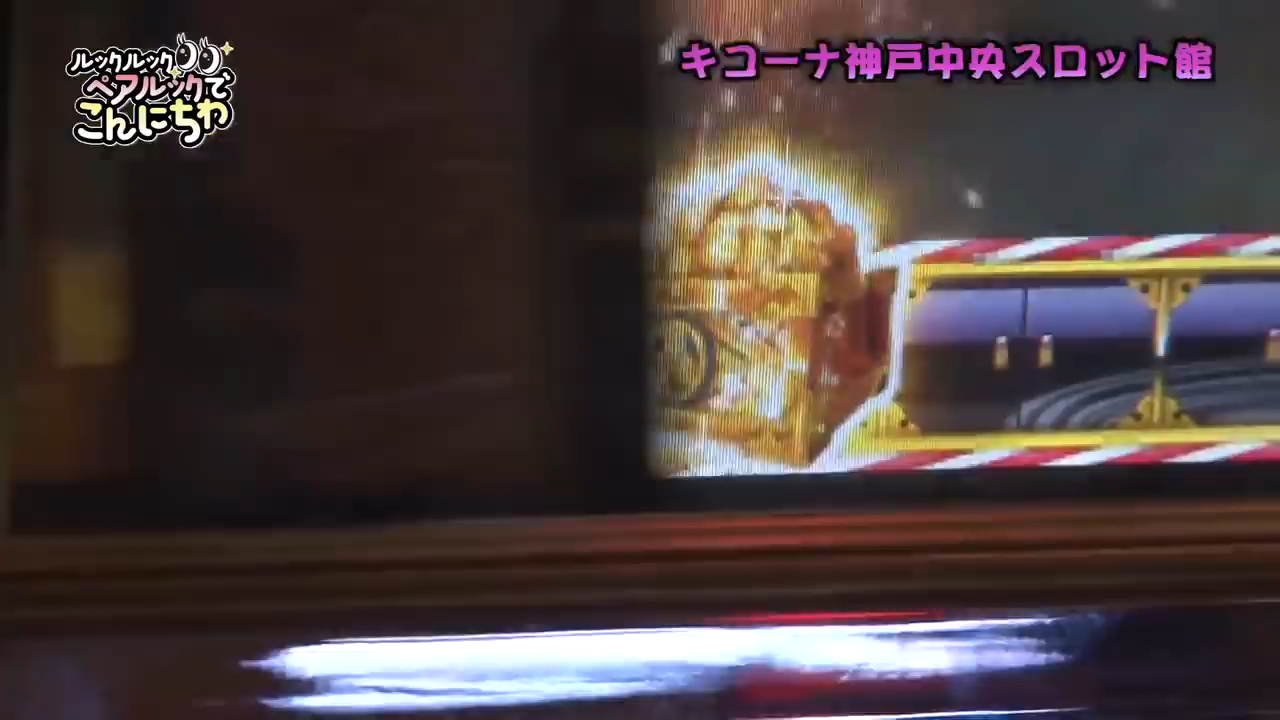 ルックルック
ペアルックで
こんにちわ
キコーナ神戸中央スロット館